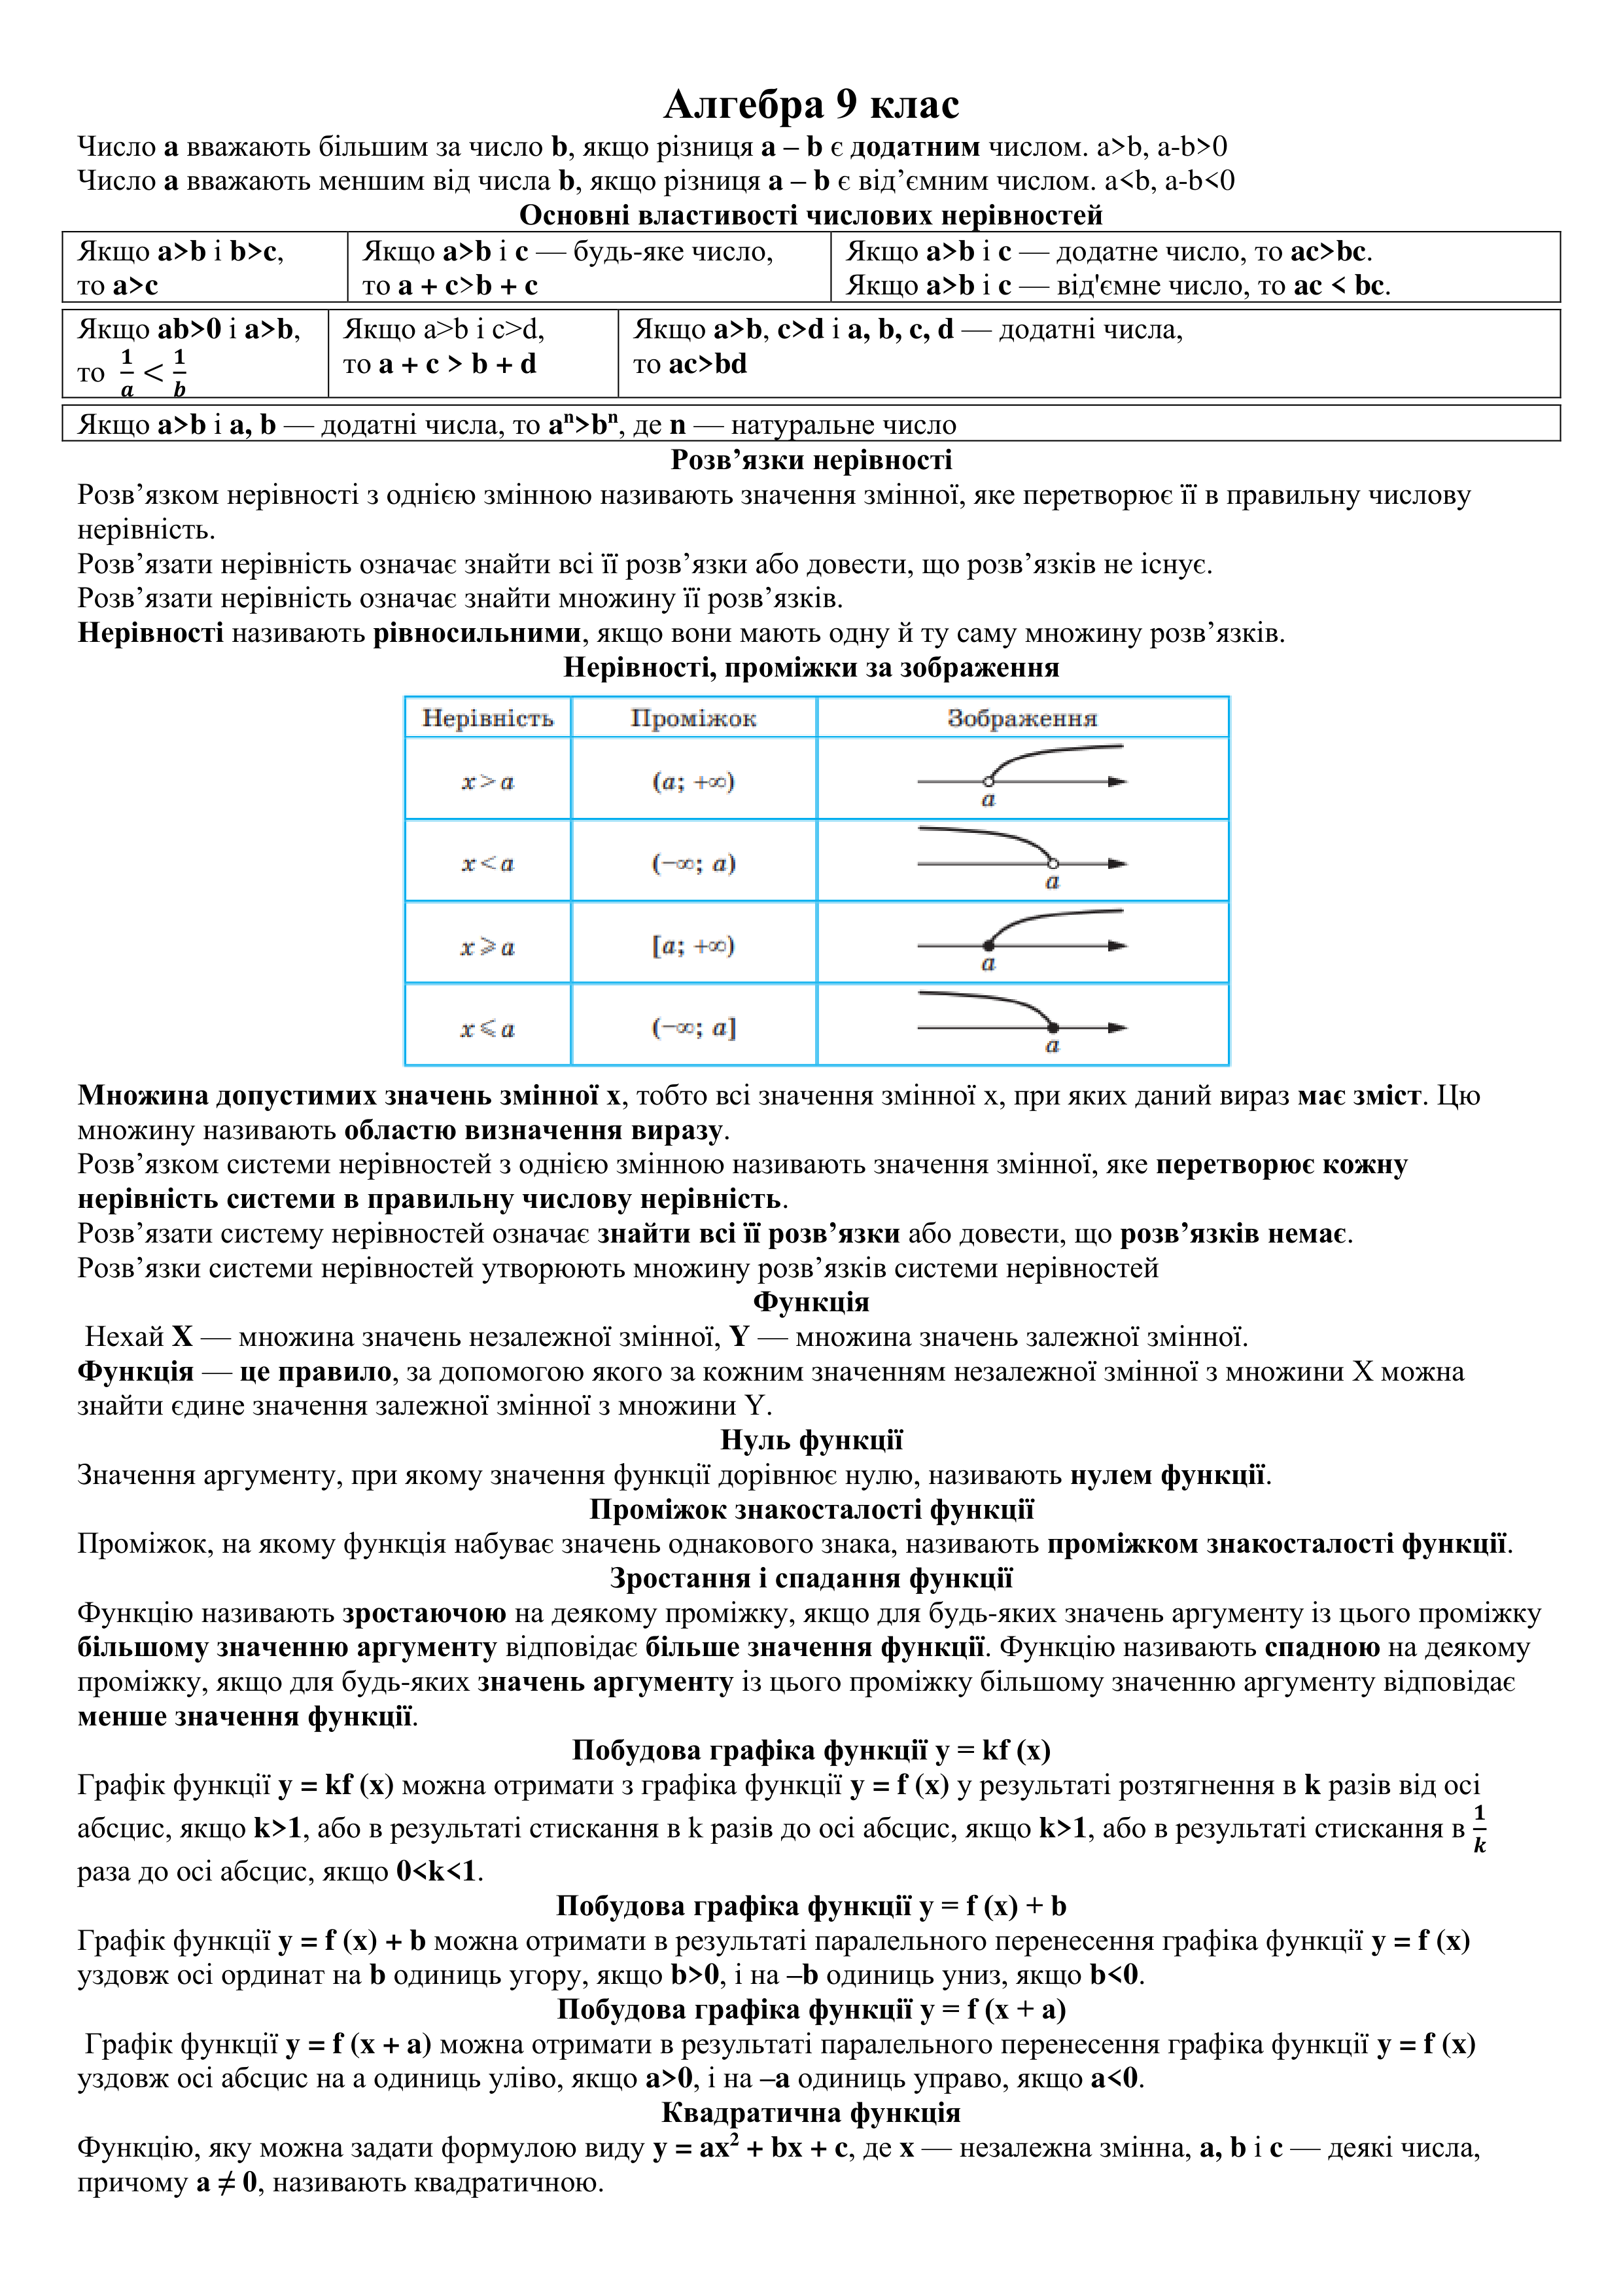 Алгебра 9 клас
Число a вважають більшим за число b, якщо різниця a – b є додатним числом. a>b, a-b>0
Число a вважають меншим від числа b, якщо різниця a – b є від’ємним числом. a<b, a-b<0
Основні властивості числових нерівностей
Якщо a>b і b>c,
то a>c
Якщо a>b і c — будь-яке число,
то a + c>b + c
Якщо a>b і c — додатне число, то ac>bc.
Якщо a>b і c — від'ємне число, то ac < bc.
Якщо ab>0 і a>b,
то 1/a < 1/b
Якщо a>b і c>d,
то a + c > b + d
Якщо a>b, c>d і a, b, c, d — додатні числа,
то ac>bd
Якщо a>b і a, b — додатні числа, то aⁿ>bⁿ, де n — натуральне число
Розв’язки нерівності
Розв’язком нерівності з однією змінною називають значення змінної, яке перетворює її в правильну числову
нерівність.
Розв’язати нерівність означає знайти всі її розв’язки або довести, що розв’язків не існує.
Розв’язати нерівність означає знайти множину її розв’язків.
Нерівності називають рівносильними, якщо вони мають одну й ту саму множину розв’язків.
Нерівності, проміжки за зображення
Нерівність Проміжок Зображення
x > a (a; +∞) a
x < a (−∞; a) a
x ⩾ a [a; +∞) a
x ⩽ a (−∞; a] a
Множина допустимих значень змінної x, тобто всі значення змінної x, при яких даний вираз має зміст. Цю
множину називають областю визначення виразу.
Розв’язком системи нерівностей з однією змінною називають значення змінної, яке перетворює кожну
нерівність системи в правильну числову нерівність.
Розв’язати систему нерівностей означає знайти всі її розв’язки або довести, що розв’язків немає.
Розв’язки системи нерівностей утворюють множину розв’язків системи нерівностей
Функція
Нехай X — множина значень незалежної змінної, Y — множина значень залежної змінної.
Функція — це правило, за допомогою якого за кожним значенням незалежної змінної з множини X можна
знайти єдине значення залежної змінної з множини Y.
Нуль функції
Значення аргументу, при якому значення функції дорівнює нулю, називають нулем функції.
Проміжок знакосталості функції
Проміжок, на якому функція набуває значень однакового знака, називають проміжком знакосталості функції.
Зростання і спадання функції
Функцію називають зростаючою на деякому проміжку, якщо для будь-яких значень аргументу із цього проміжку
більшому значенню аргументу відповідає більше значення функції. Функцію називають спадною на деякому
проміжку, якщо для будь-яких значень аргументу із цього проміжку більшому значенню аргументу відповідає
менше значення функції.
Побудова графіка функції y = kf (x)
Графік функції y = kf (x) можна отримати з графіка функції y = f (x) у результаті розтягнення в k разів від осі
абсцис, якщо k>1, або в результаті стискання в k разів до осі абсцис, якщо k>1, або в результаті стискання в 1/k
раза до осі абсцис, якщо 0<k<1.
Побудова графіка функції y = f (x) + b
Графік функції y = f (x) + b можна отримати в результаті паралельного перенесення графіка функції y = f (x)
уздовж осі ординат на b одиниць угору, якщо b>0, і на –b одиниць униз, якщо b<0.
Побудова графіка функції y = f (x + a)
Графік функції y = f (x + a) можна отримати в результаті паралельного перенесення графіка функції y = f (x)
уздовж осі абсцис на a одиниць уліво, якщо a>0, і на –a одиниць управо, якщо a<0.
Квадратична функція
Функцію, яку можна задати формулою виду y = ax² + bx + c, де x — незалежна змінна, a, b і c — деякі числа,
причому a ≠ 0, називають квадратичною.